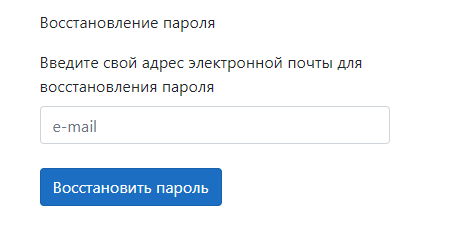 Восстановление пароля
Введите свой адрес электронной почты для
восстановления пароля
e-mail
Восстановить пароль